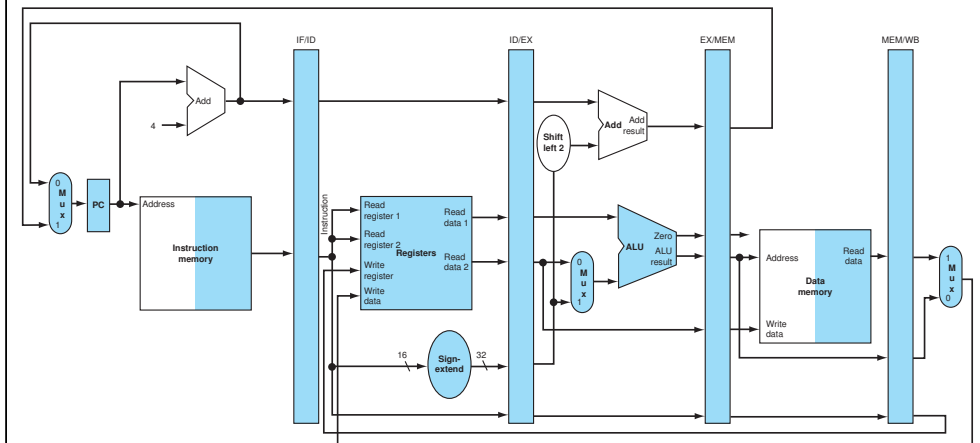 IF/ID
ID/EX
EX/MEM
MEM/WB
Add
4
Add
Add
result
Shift
left 2
0
M
u
x
1
PC
Address
Instruction
memory
Instruction
Read
register 1
Read
register 2
Write
register
Write
data
Registers
Read
data 1
Read
data 2
0
M
u
x
1
ALU
Zero
ALU
result
Address
Write
data
Data
memory
Read
data
1
M
u
x
0
16
Sign-
extend
32